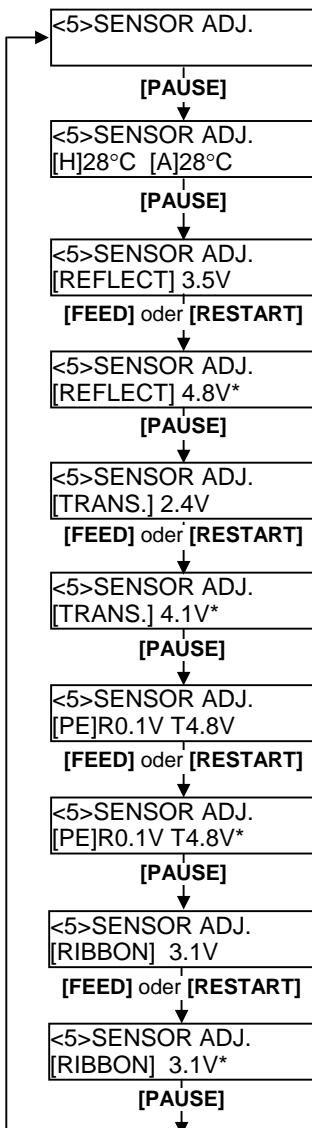 <5>SENSOR ADJ.
[PAUSE]
<5>SENSOR ADJ.
[H]28°C [A]28°C
[PAUSE]
<5>SENSOR ADJ.
[REFLECT] 3.5V
[FEED] oder [RESTART]
<5>SENSOR ADJ.
[REFLECT] 4.8V*
[PAUSE]
<5>SENSOR ADJ.
[TRANS.] 2.4V
[FEED] oder [RESTART]
<5>SENSOR ADJ.
[TRANS.] 4.1V*
[PAUSE]
<5>SENSOR ADJ.
[PE]R0.1V T4.8V
[FEED] oder [RESTART]
<5>SENSOR ADJ.
[PE]R0.1V T4.8V*
[PAUSE]
<5>SENSOR ADJ.
[RIBBON] 3.1V
[FEED] oder [RESTART]
<5>SENSOR ADJ.
[RIBBON] 3.1V*
[PAUSE]